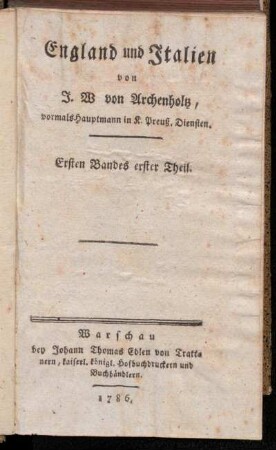 England und Italien
von
J. W von Archenholtz,
vormals Hauptmann in K. Preuß. Diensten.
Ersten Bandes erster Theil.
Warschau
bey Johann Thomas Edlen von Tratt-
nern, kaiserl. königl. Hofbuchdruckern und
Buchhändlern.
1786.